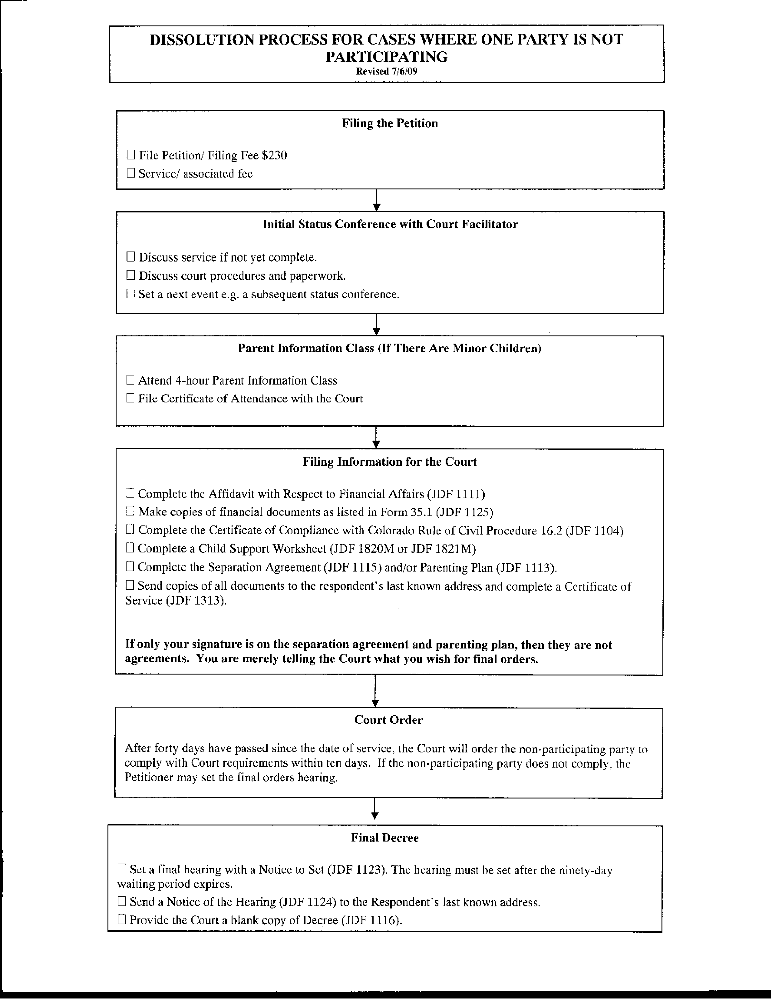 DISSOLUTION PROCESS FOR CASES WHERE ONE PARTY IS NOT
PARTICIPATING
Revised 7/6/09
Filing the Petition
☐ File Petition/ Filing Fee $230
☐ Service/ associated fee
Initial Status Conference with Court Facilitator
☐ Discuss service if not yet complete.
☐ Discuss court procedures and paperwork.
☐ Set a next event e.g. a subsequent status conference.
Parent Information Class (If There Are Minor Children)
☐ Attend 4-hour Parent Information Class
☐ File Certificate of Attendance with the Court
Filing Information for the Court
☐ Complete the Affidavit with Respect to Financial Affairs (JDF 1111)
☐ Make copies of financial documents as listed in Form 35.1 (JDF 1125)
☐ Complete the Certificate of Compliance with Colorado Rule of Civil Procedure 16.2 (JDF 1104)
☐ Complete a Child Support Worksheet (JDF 1820M or JDF 1821M)
☐ Complete the Separation Agreement (JDF 1115) and/or Parenting Plan (JDF 1113).
☐ Send copies of all documents to the respondent's last known address and complete a Certificate of
Service (JDF 1313).
If only your signature is on the separation agreement and parenting plan, then they are not
agreements. You are merely telling the Court what you wish for final orders.
Court Order
After forty days have passed since the date of service, the Court will order the non-participating party to
comply with Court requirements within ten days. If the non-participating party does not comply, the
Petitioner may set the final orders hearing.
Final Decree
☐ Set a final hearing with a Notice to Set (JDF 1123). The hearing must be set after the ninety-day
waiting period expires.
☐ Send a Notice of the Hearing (JDF 1124) to the Respondent's last known address.
☐ Provide the Court a blank copy of Decree (JDF 1116).